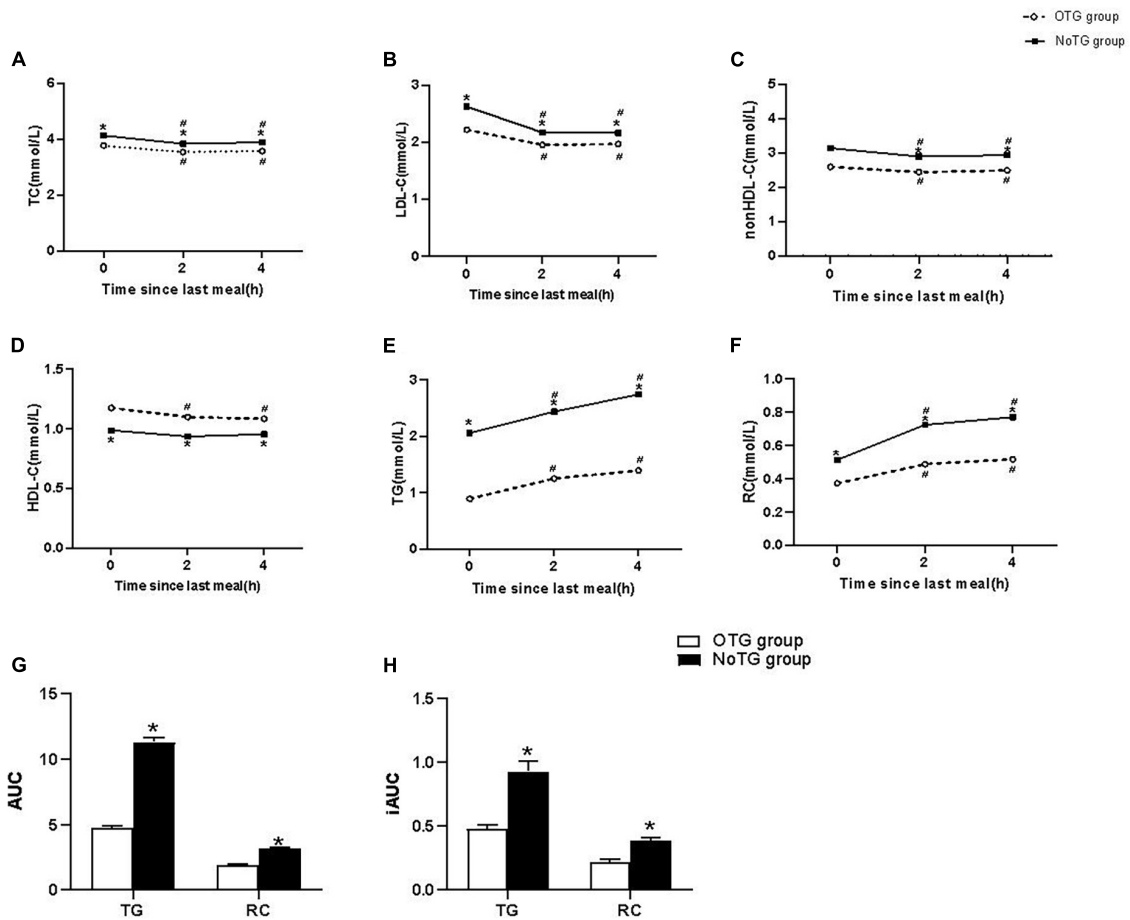 OTG group
NoTG group
A
B
C
TC(mmol/L)
6
4
2
0
* # * # *
# #
0 2 4
Time since last meal(h)
LDL-C(mmol/L)
3
2
1
0
* # * # *
# #
0 2 4
Time since last meal(h)
nonHDL-C(mmol/L)
5
4
3
2
1
0
# * # *
# #
0 2 4
Time since last meal(h)
D
E
F
HDL-C(mmol/L)
1.5
1.0
0.5
0.0
# #
* * *
0 2 4
Time since last meal(h)
TG(mmol/L)
3
2
1
0
* # * # *
# #
0 2 4
Time since last meal(h)
RC(mmol/L)
1.0
0.8
0.6
0.4
0.2
0.0
* # * # *
# #
0 2 4
Time since last meal(h)
OTG group
NoTG group
G
H
AUC
15
10
5
0
* *
TG RC
iAUC
1.5
1.0
0.5
0.0
* *
TG RC